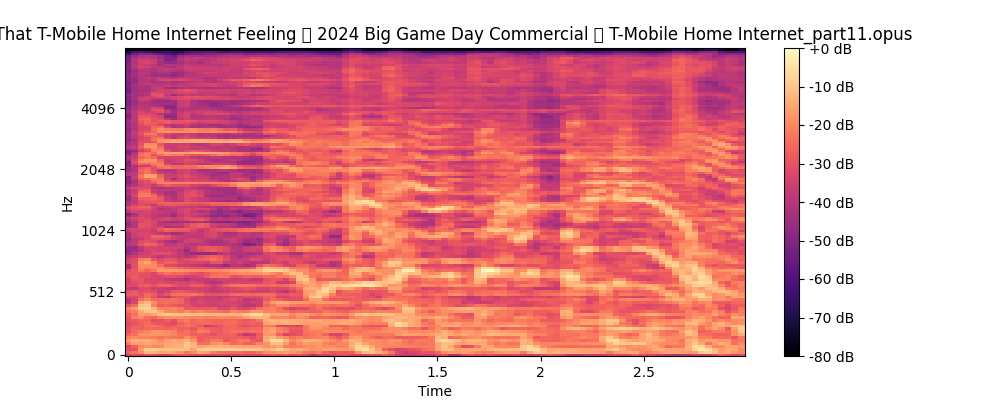 That T-Mobile Home Internet Feeling  2024 Big Game Day Commercial  T-Mobile Home Internet_part11.opus
+0 dB
-10 dB
-20 dB
-30 dB
-40 dB
-50 dB
-60 dB
-70 dB
-80 dB
4096
2048
1024
512
0
Hz
0
0.5
1
1.5
2
2.5
Time